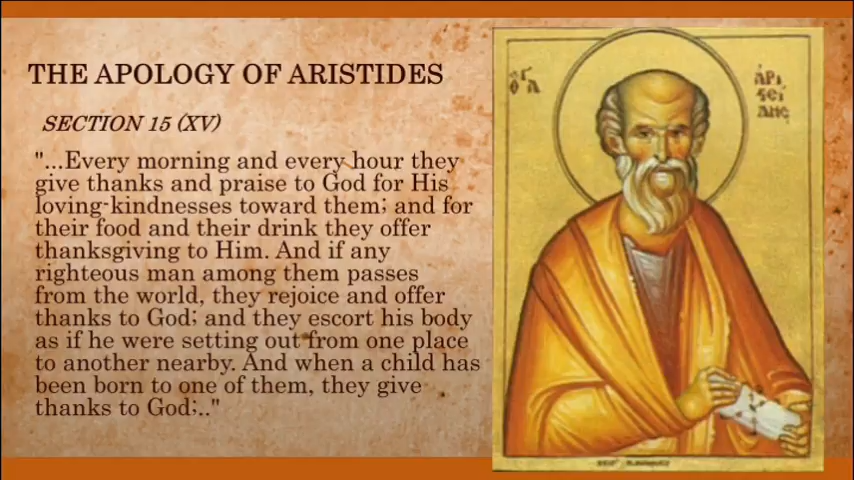 THE APOLOGY OF ARISTIDES
SECTION 15 (XV)
"...Every morning and every hour they
give thanks and praise to God for His
loving-kindnesses toward them; and for
their food and their drink they offer
thanksgiving to Him. And if any
righteous man among them passes
from the world, they rejoice and offer
thanks to God; and they escort his body
as if he were setting out from one place
to another nearby. And when a child has
been born to one of them, they give
thanks to God;.."